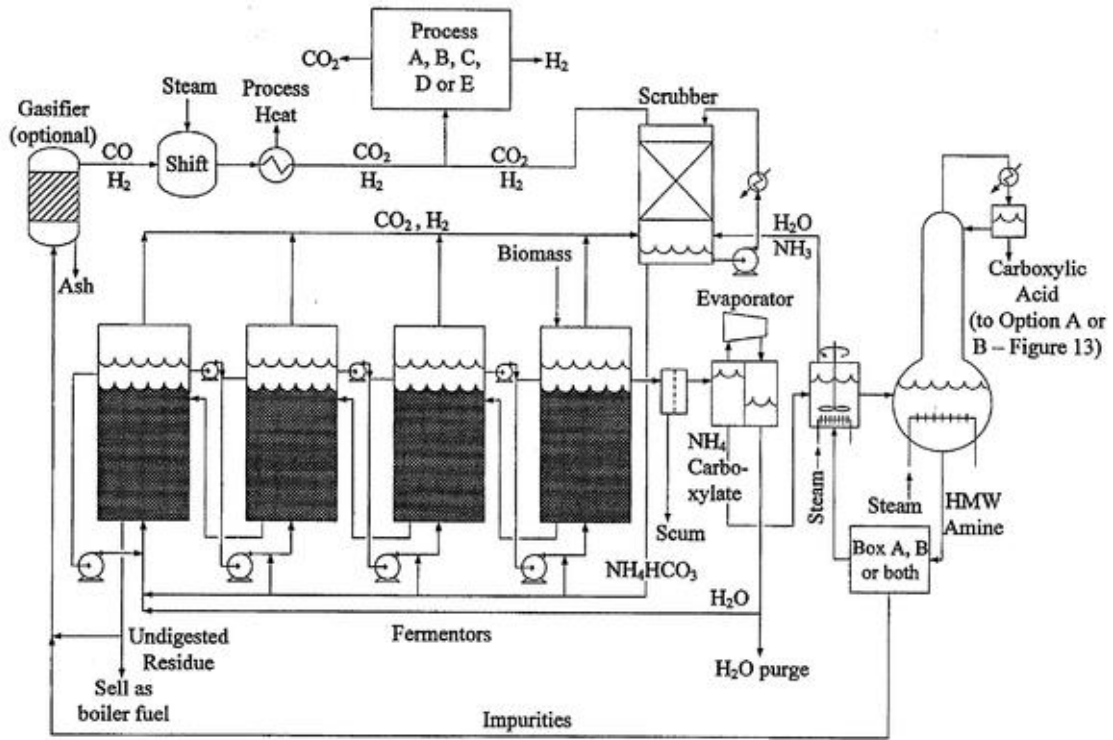 Process
A, B, C,
D or E
CO₂
H₂
Steam
Process
Heat
Gasifier
(optional)
Scrubber
CO
H₂
Shift
CO₂
H₂
CO₂
H₂
CO₂, H₂
H₂O
NH₃
Ash
Biomass
Evaporator
Carboxylic
Acid
(to Option A or
B – Figure 13)
NH₄
Carbo-
xylate
Steam
Steam
HMW
Amine
Scum
Box A, B
or both
NH₄HCO₃
H₂O
Undigested
Residue
Fermentors
H₂O purge
Sell as
boiler fuel
Impurities